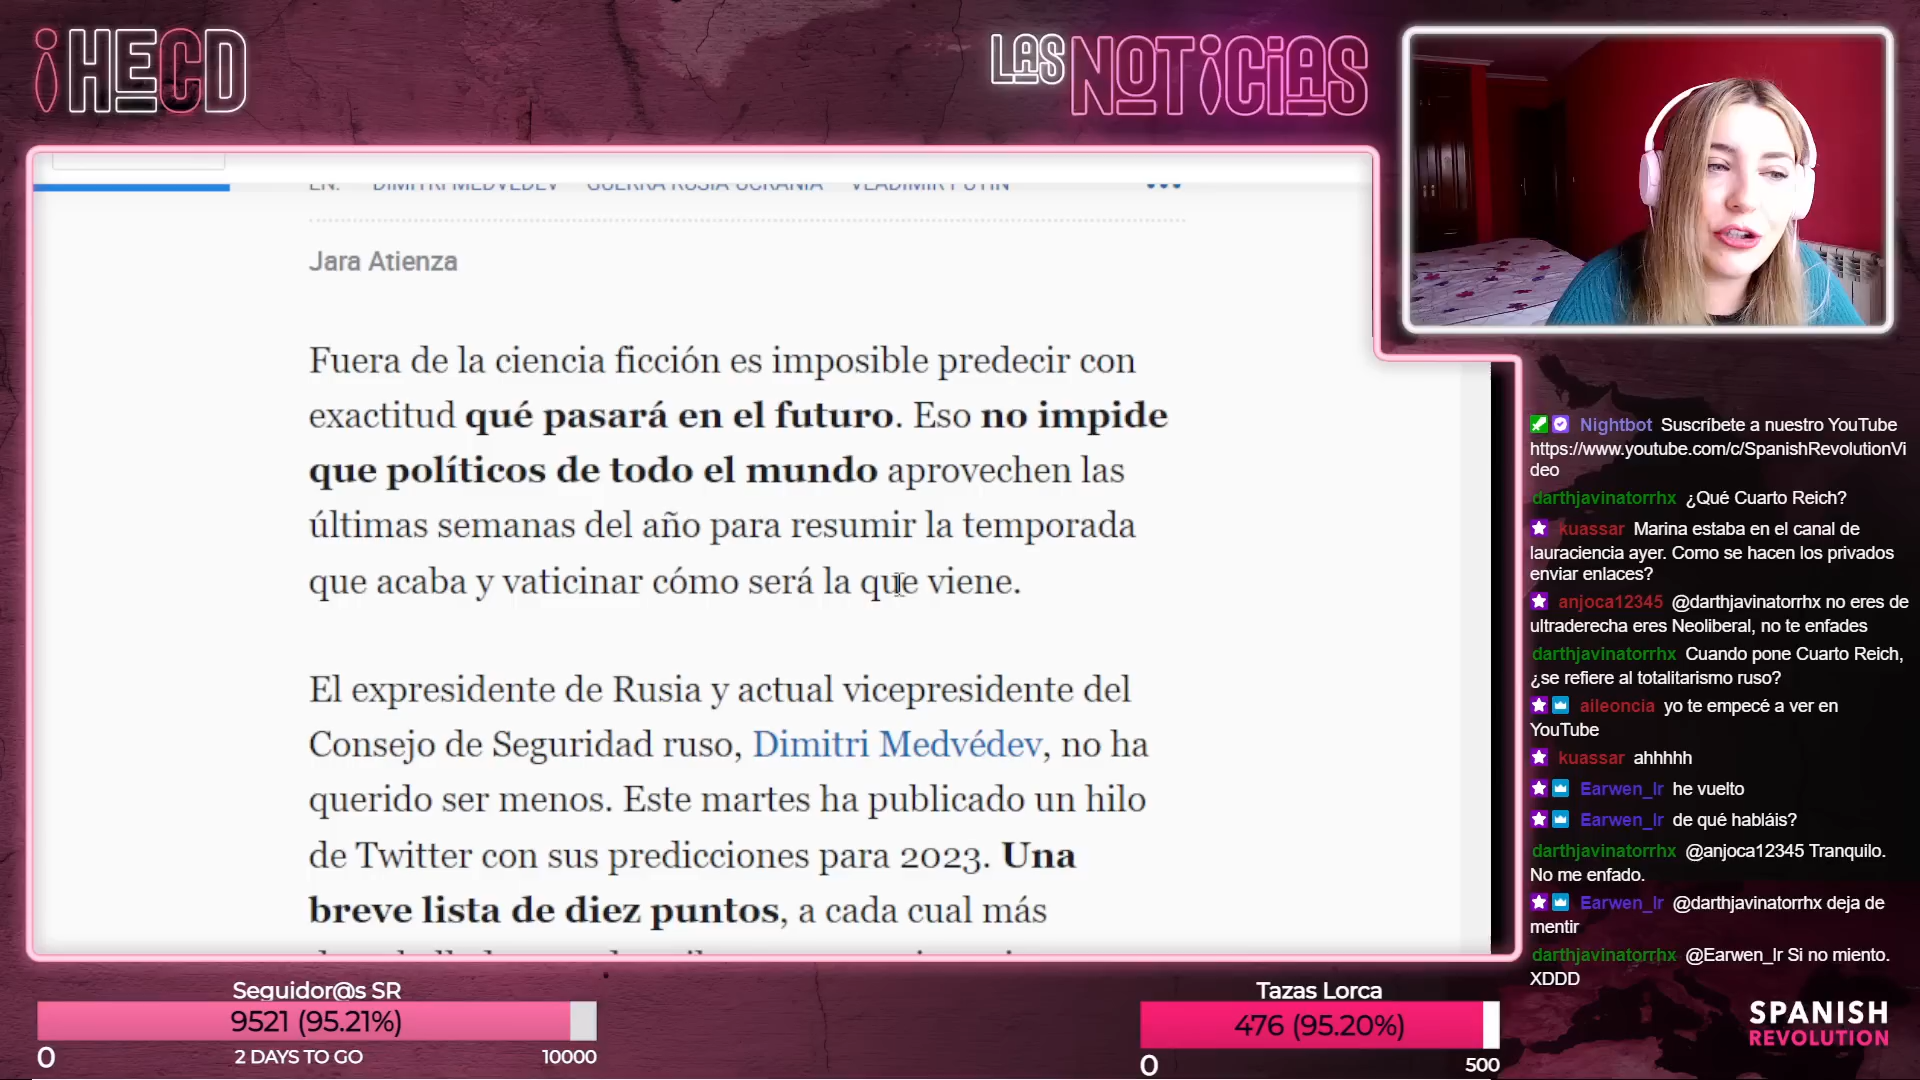 ¡HECD
LAS NOTICIAS
EN: DIMITRI MEDVÉDEV GUERRA RUSIA UCRANIA VLADIMIR PUTIN
Jara Atienza
Fuera de la ciencia ficción es imposible predecir con
exactitud qué pasará en el futuro. Eso no impide
que políticos de todo el mundo aprovechen las
últimas semanas del año para resumir la temporada
que acaba y vaticinar cómo será la que viene.
El expresidente de Rusia y actual vicepresidente del
Consejo de Seguridad ruso, Dimitri Medvédev, no ha
querido ser menos. Este martes ha publicado un hilo
de Twitter con sus predicciones para 2023. Una
breve lista de diez puntos, a cada cual más
Nightbot Suscríbete a nuestro YouTube
https://www.youtube.com/c/SpanishRevolutionVi
deo
darthjavinatorrhx ¿Qué Cuarto Reich?
kuassar Marina estaba en el canal de
lauraciencia ayer. Como se hacen los privados
enviar enlaces?
anjoca12345 @darthjavinatorrhx no eres de
ultraderecha eres Neoliberal, no te enfades
darthjavinatorrhx Cuando pone Cuarto Reich,
¿se refiere al totalitarismo ruso?
aileoncia yo te empecé a ver en
YouTube
kuassar ahhhhh
Earwen_lr he vuelto
Earwen_lr de qué habláis?
darthjavinatorrhx @anjoca12345 Tranquilo.
No me enfado.
Earwen_lr @darthjavinatorrhx deja de
mentir
darthjavinatorrhx @Earwen_lr Si no miento.
XDDD
Seguidor@s SR
9521 (95.21%)
0 2 DAYS TO GO 10000
Tazas Lorca
476 (95.20%)
0 500
SPANISH
REVOLUTION